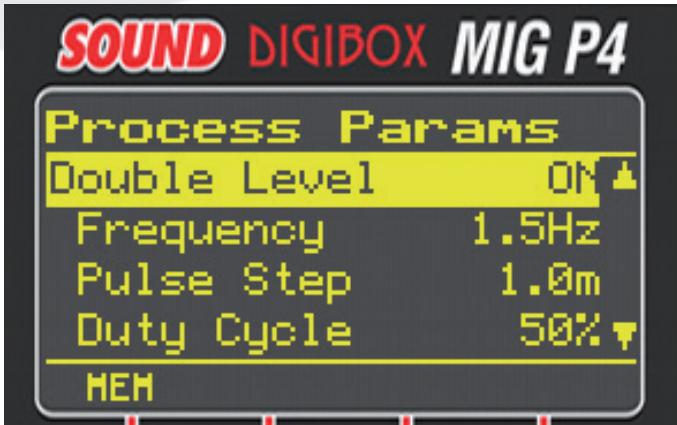 SOUND DIGIBOX MIG P4
Process Params
Double Level ON
Frequency 1.5Hz
Pulse Step 1.0m
Duty Cycle 50%
MEM